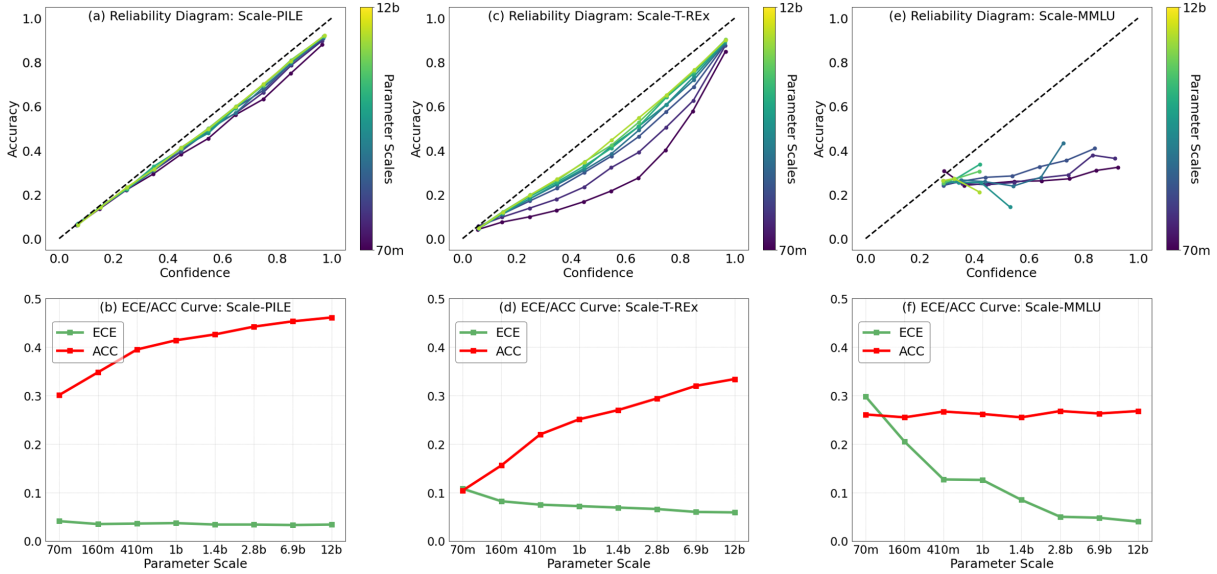 (a) Reliability Diagram: Scale-PILE
Accuracy
1.0
0.8
0.6
0.4
0.2
0.0
0.0 0.2 0.4 0.6 0.8 1.0
Confidence
12b
Parameter Scales
70m
(c) Reliability Diagram: Scale-T-REx
Accuracy
1.0
0.8
0.6
0.4
0.2
0.0
0.0 0.2 0.4 0.6 0.8 1.0
Confidence
12b
Parameter Scales
70m
(e) Reliability Diagram: Scale-MMLU
Accuracy
1.0
0.8
0.6
0.4
0.2
0.0
0.0 0.2 0.4 0.6 0.8 1.0
Confidence
12b
Parameter Scales
70m
(b) ECE/ACC Curve: Scale-PILE
ECE
ACC
0.5
0.4
0.3
0.2
0.1
0.0
70m 160m 410m 1b 1.4b 2.8b 6.9b 12b
Parameter Scale
(d) ECE/ACC Curve: Scale-T-REx
ECE
ACC
0.5
0.4
0.3
0.2
0.1
0.0
70m 160m 410m 1b 1.4b 2.8b 6.9b 12b
Parameter Scale
(f) ECE/ACC Curve: Scale-MMLU
ECE
ACC
0.5
0.4
0.3
0.2
0.1
0.0
70m 160m 410m 1b 1.4b 2.8b 6.9b 12b
Parameter Scale